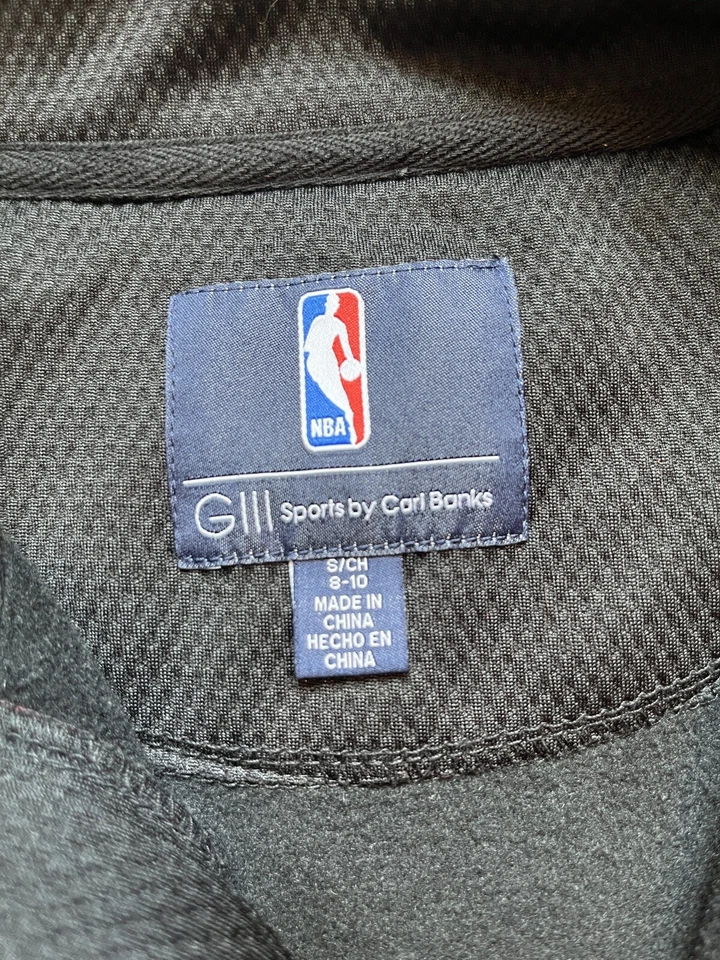 NBA
GIII Sports by Carl Banks
S/CH
8-10
MADE IN
CHINA
HECHO EN
CHINA